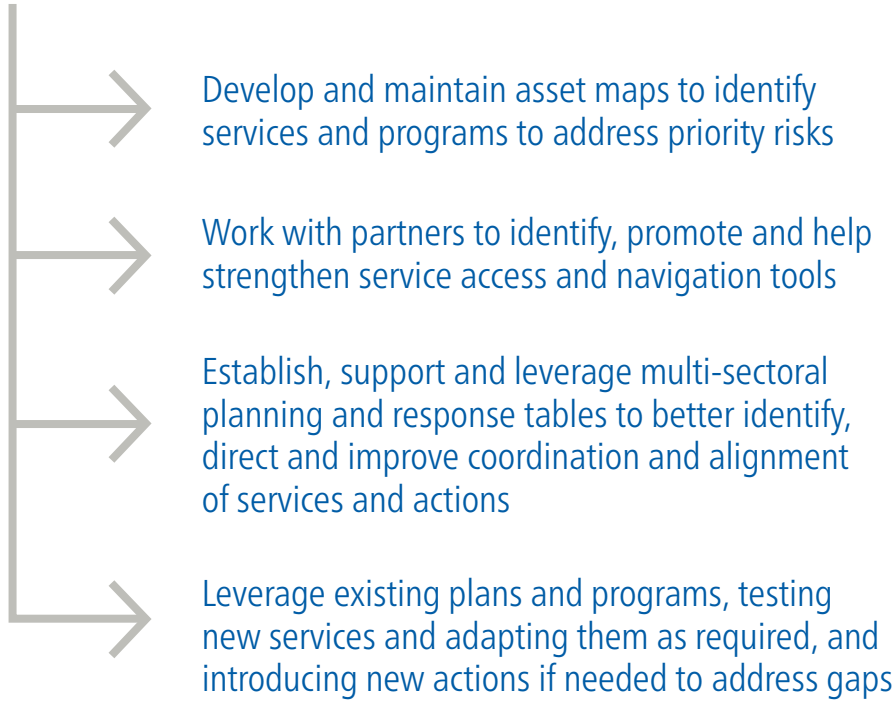 Develop and maintain asset maps to identify
services and programs to address priority risks
Work with partners to identify, promote and help
strengthen service access and navigation tools
Establish, support and leverage multi-sectoral
planning and response tables to better identify,
direct and improve coordination and alignment
of services and actions
Leverage existing plans and programs, testing
new services and adapting them as required, and
introducing new actions if needed to address gaps